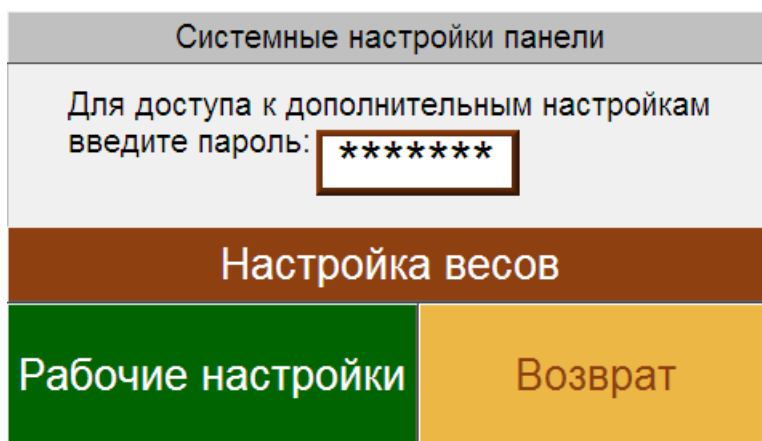 Системные настройки панели
Для доступа к дополнительным настройкам
введите пароль: *******
Настройка весов
Рабочие настройки
Возврат